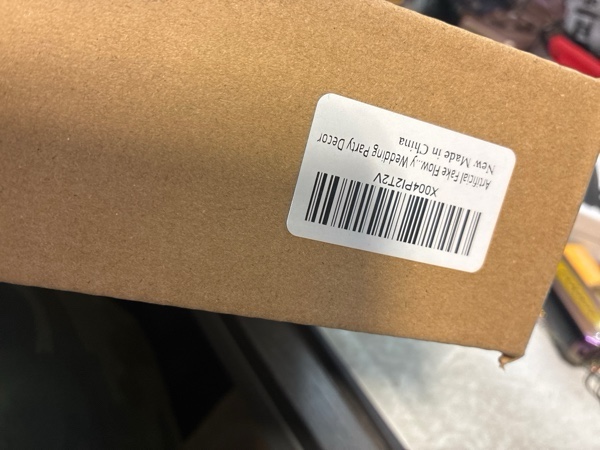 X004PI2T2V
Artificial Fake Flow...y Wedding Party Decor
New Made in China